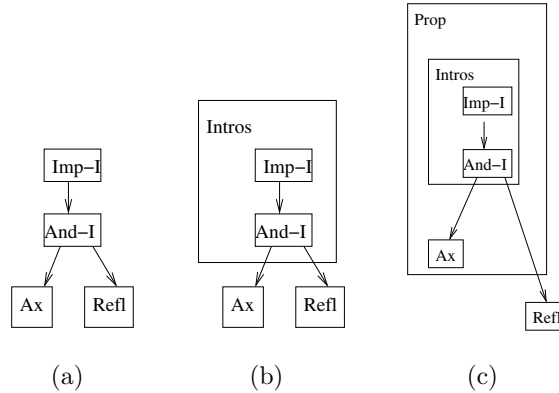 Imp−I
And−I
Ax
Refl
(a)
Intros
Imp−I
And−I
Ax
Refl
(b)
Prop
Intros
Imp−I
And−I
Ax
Refl
(c)